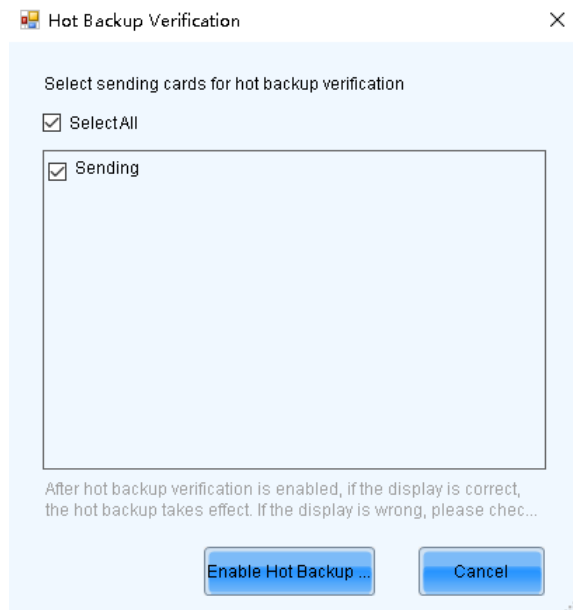 Hot Backup Verification
Select sending cards for hot backup verification
Select All
Sending
After hot backup verification is enabled, if the display is correct,
the hot backup takes effect. If the display is wrong, please chec...
Enable Hot Backup ...
Cancel